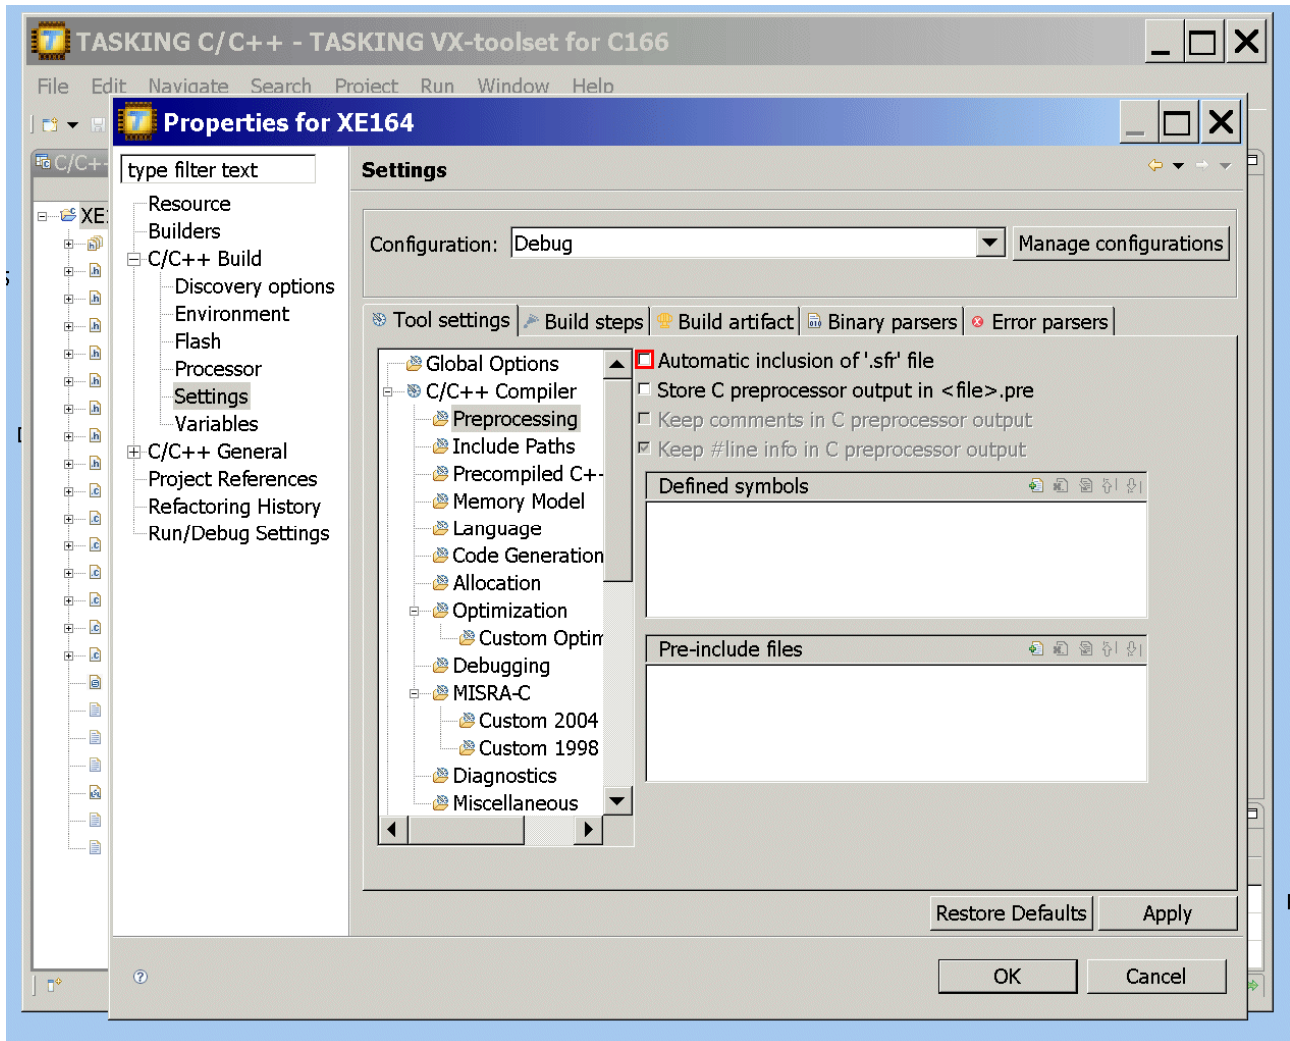 TASKING C/C++ - TASKING VX-toolset for C166
File Edit Navigate Search Project Run Window Help
Properties for XE164
C/C+
type filter text
Settings
XE
Resource
Builders
C/C++ Build
Discovery options
Environment
Flash
Processor
Settings
Variables
C/C++ General
Project References
Refactoring History
Run/Debug Settings
Configuration: Debug Manage configurations
Tool settings Build steps Build artifact Binary parsers Error parsers
Global Options
C/C++ Compiler
Preprocessing
Include Paths
Precompiled C+
Memory Model
Language
Code Generation
Allocation
Optimization
Custom Optim
Debugging
MISRA-C
Custom 2004
Custom 1998
Diagnostics
Miscellaneous
Automatic inclusion of '.sfr' file
Store C preprocessor output in <file>.pre
Keep comments in C preprocessor output
Keep #line info in C preprocessor output
Defined symbols
Pre-include files
Restore Defaults Apply
OK Cancel